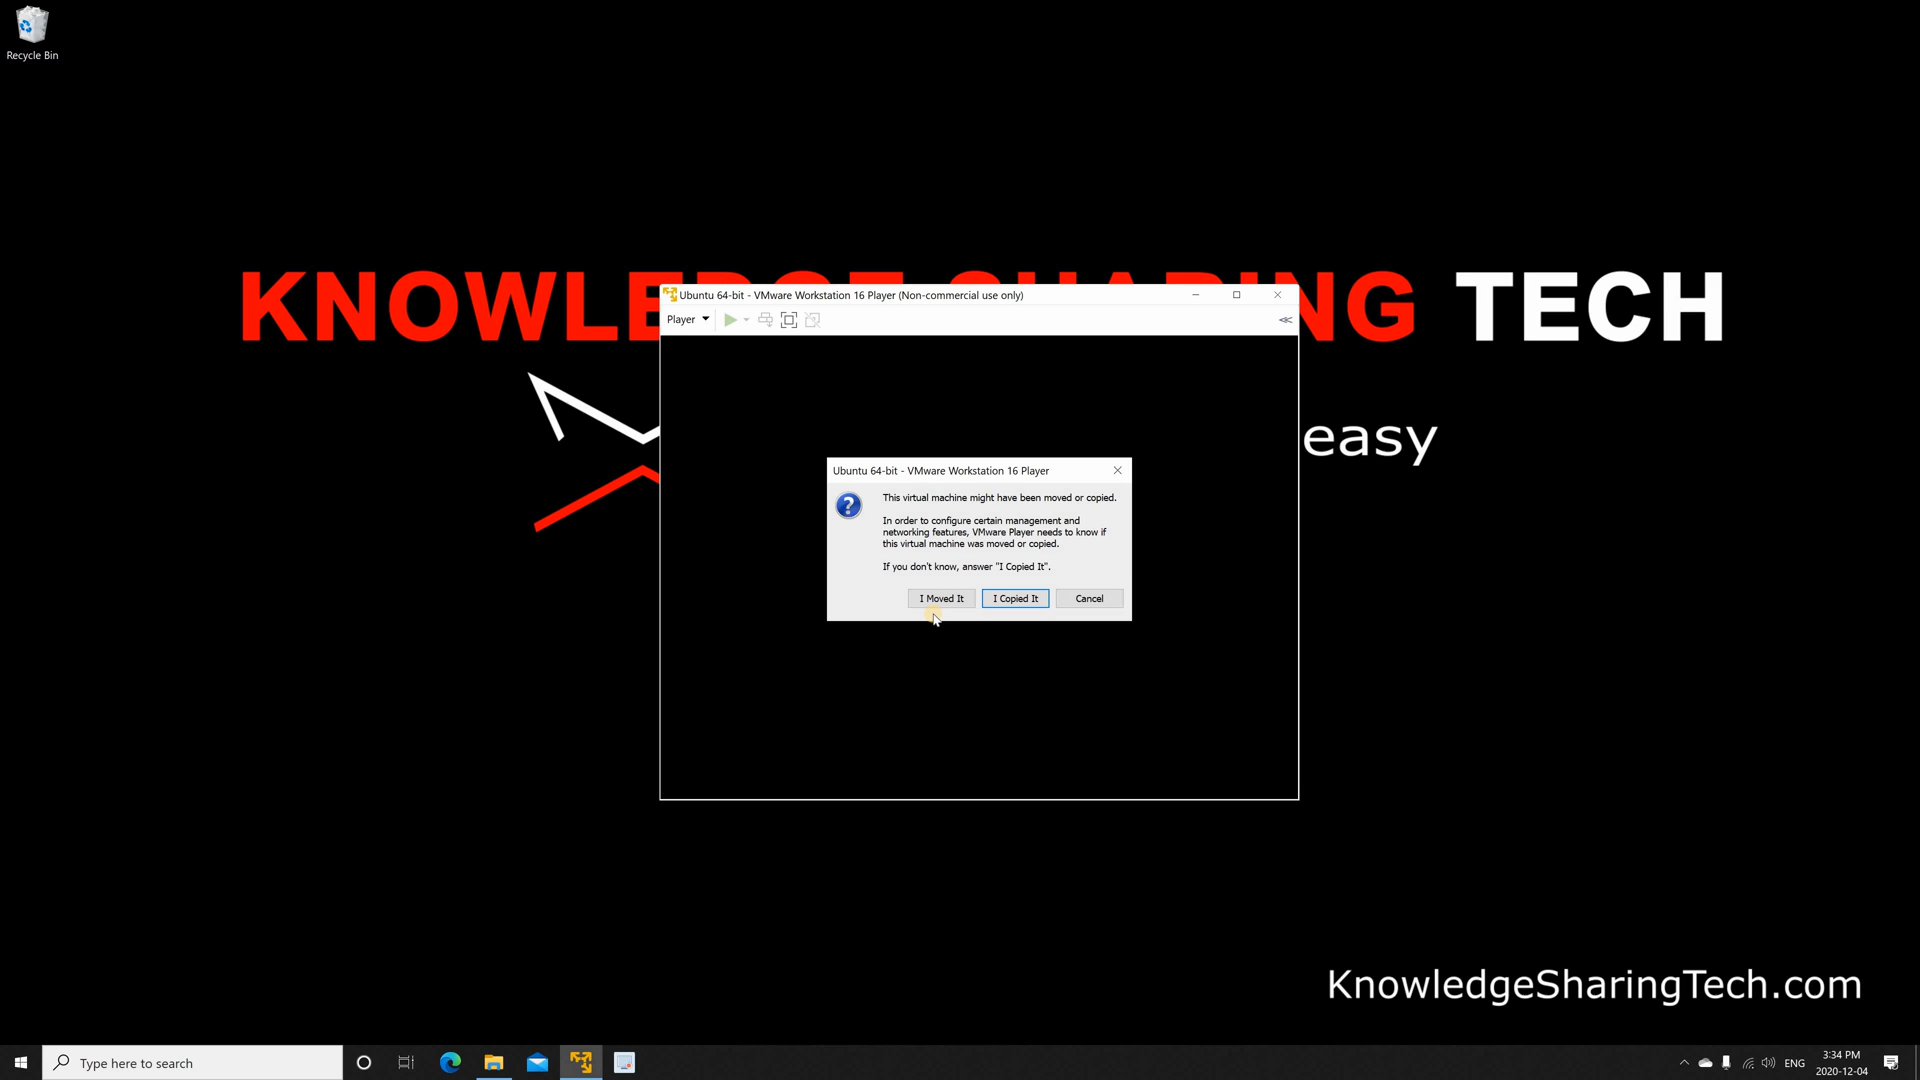 Recycle Bin
KNOWLEDGE SHARING TECH
Ubuntu 64-bit - VMware Workstation 16 Player (Non-commercial use only)
Player
easy
Ubuntu 64-bit - VMware Workstation 16 Player
This virtual machine might have been moved or copied.
In order to configure certain management and
networking features, VMware Player needs to know if
this virtual machine was moved or copied.
If you don't know, answer "I Copied It".
I Moved It
I Copied It
Cancel
KnowledgeSharingTech.com
Type here to search
ENG
3:34 PM
2020-12-04